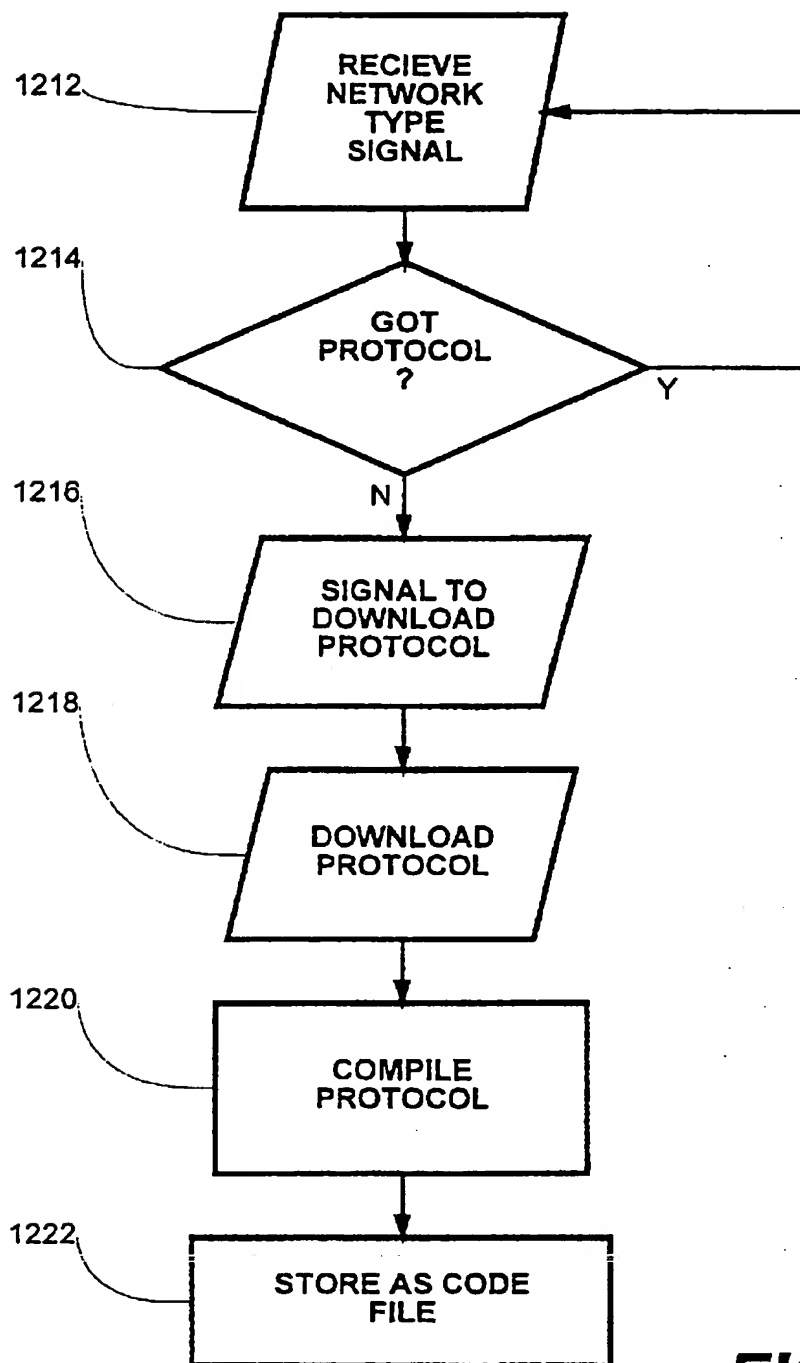 1212
RECIEVE
NETWORK
TYPE
SIGNAL
1214
GOT
PROTOCOL
?
Y
N
1216
SIGNAL TO
DOWNLOAD
PROTOCOL
1218
DOWNLOAD
PROTOCOL
1220
COMPILE
PROTOCOL
1222
STORE AS CODE
FILE